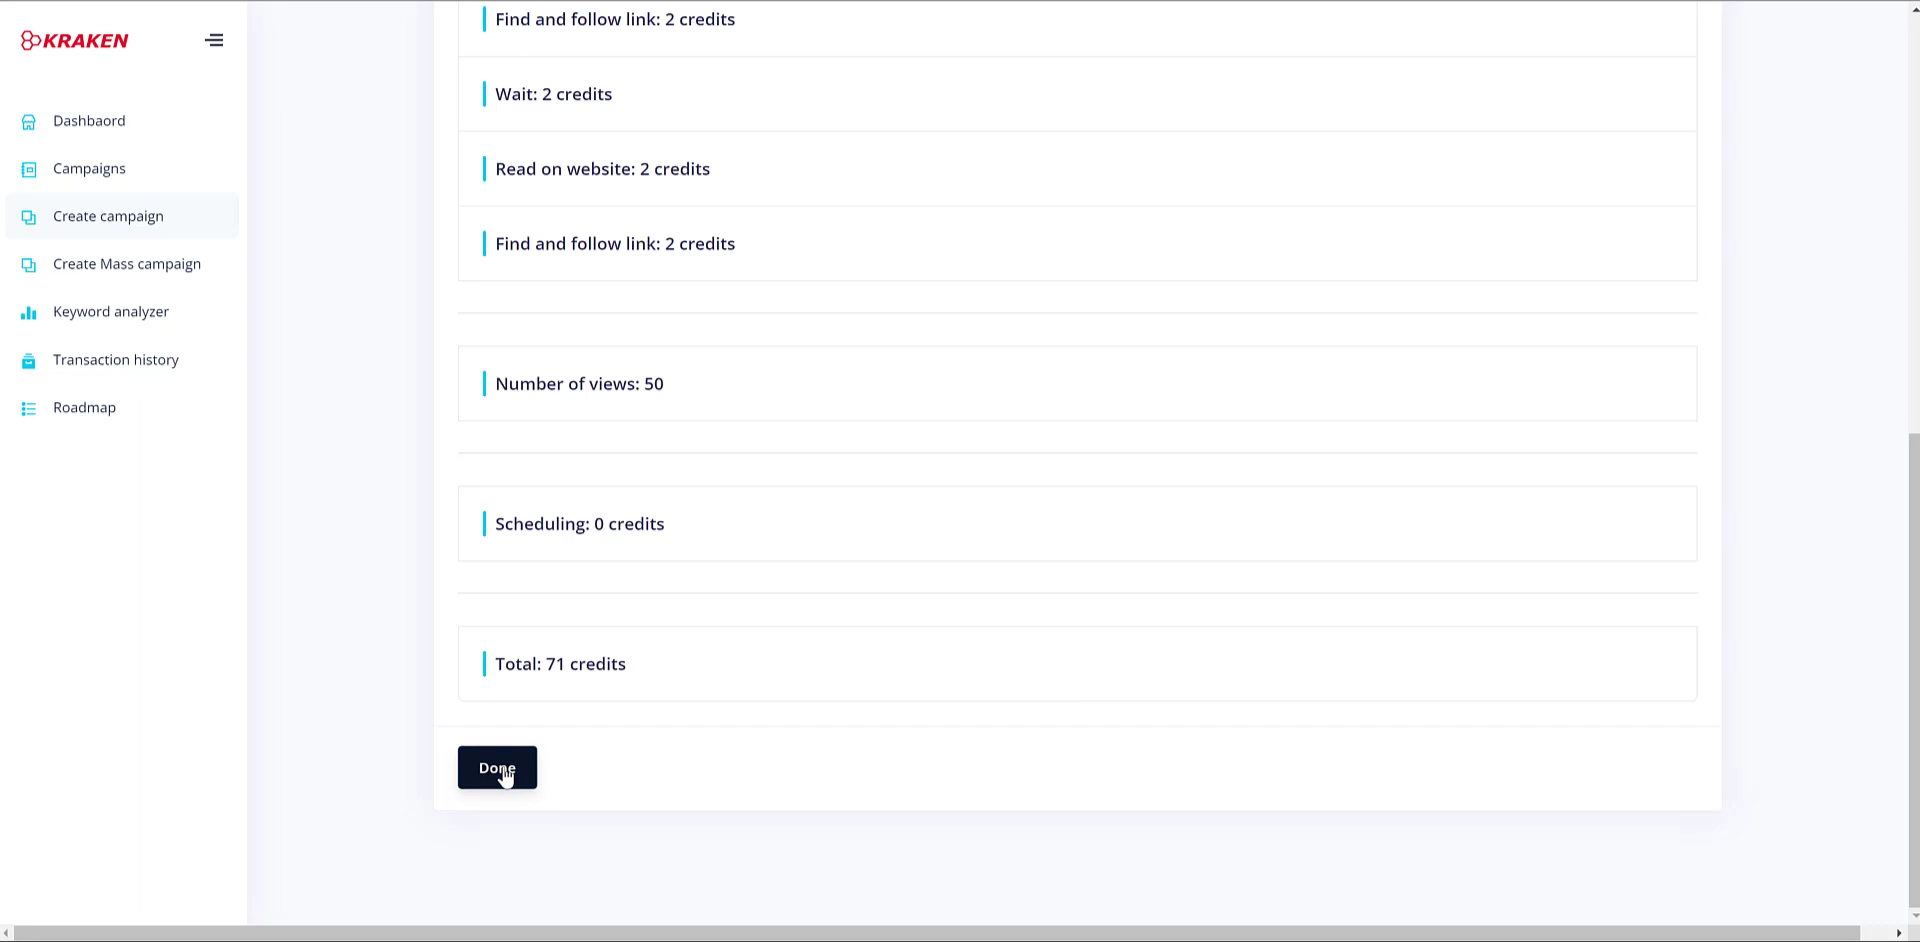 KRAKEN
Dashbaord
Campaigns
Create campaign
Create Mass campaign
Keyword analyzer
Transaction history
Roadmap
Find and follow link: 2 credits
Wait: 2 credits
Read on website: 2 credits
Find and follow link: 2 credits
Number of views: 50
Scheduling: 0 credits
Total: 71 credits
Done